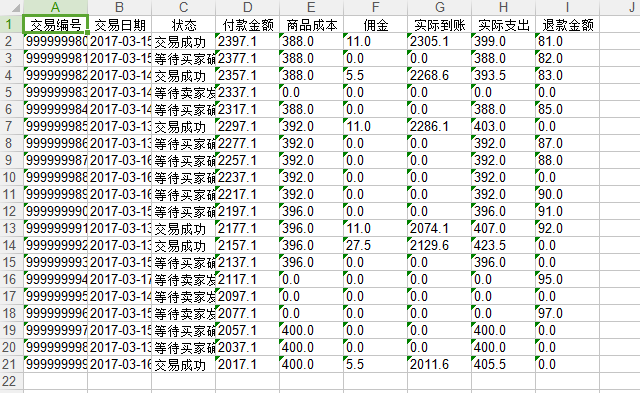 A B C D E F G H I J
1 交易编号 交易日期 状态 付款金额 商品成本 佣金 实际到账 实际支出 退款金额
2 999999980 2017-03-15 交易成功 2397.1 388.0 11.0 2305.1 399.0 81.0
3 999999981 2017-03-15 等待买家确 2377.1 388.0 0.0 0.0 388.0 82.0
4 999999982 2017-03-14 交易成功 2357.1 388.0 5.5 2268.6 393.5 83.0
5 999999983 2017-03-14 等待卖家发 2337.1 0.0 0.0 0.0 0.0 0.0
6 999999984 2017-03-14 等待买家确 2317.1 388.0 0.0 0.0 388.0 85.0
7 999999985 2017-03-13 交易成功 2297.1 392.0 11.0 2286.1 403.0 0.0
8 999999986 2017-03-13 等待买家确 2277.1 392.0 0.0 0.0 392.0 87.0
9 999999987 2017-03-16 等待买家确 2257.1 392.0 0.0 0.0 392.0 88.0
10 999999988 2017-03-16 等待买家确 2237.1 392.0 0.0 0.0 392.0 0.0
11 999999989 2017-03-16 等待买家确 2217.1 392.0 0.0 0.0 392.0 90.0
12 999999990 2017-03-15 等待买家确 2197.1 396.0 0.0 0.0 396.0 91.0
13 999999991 2017-03-13 交易成功 2177.1 396.0 11.0 2074.1 407.0 92.0
14 999999992 2017-03-13 交易成功 2157.1 396.0 27.5 2129.6 423.5 0.0
15 999999993 2017-03-15 等待买家确 2137.1 396.0 0.0 0.0 396.0 0.0
16 999999994 2017-03-17 等待卖家发 2117.1 0.0 0.0 0.0 0.0 95.0
17 999999995 2017-03-14 等待卖家发 2097.1 0.0 0.0 0.0 0.0 0.0
18 999999996 2017-03-15 等待卖家发 2077.1 0.0 0.0 0.0 0.0 97.0
19 999999997 2017-03-15 等待买家确 2057.1 400.0 0.0 0.0 400.0 0.0
20 999999998 2017-03-13 等待买家确 2037.1 400.0 0.0 0.0 400.0 0.0
21 999999999 2017-03-16 交易成功 2017.1 400.0 5.5 2011.6 405.5 0.0
22